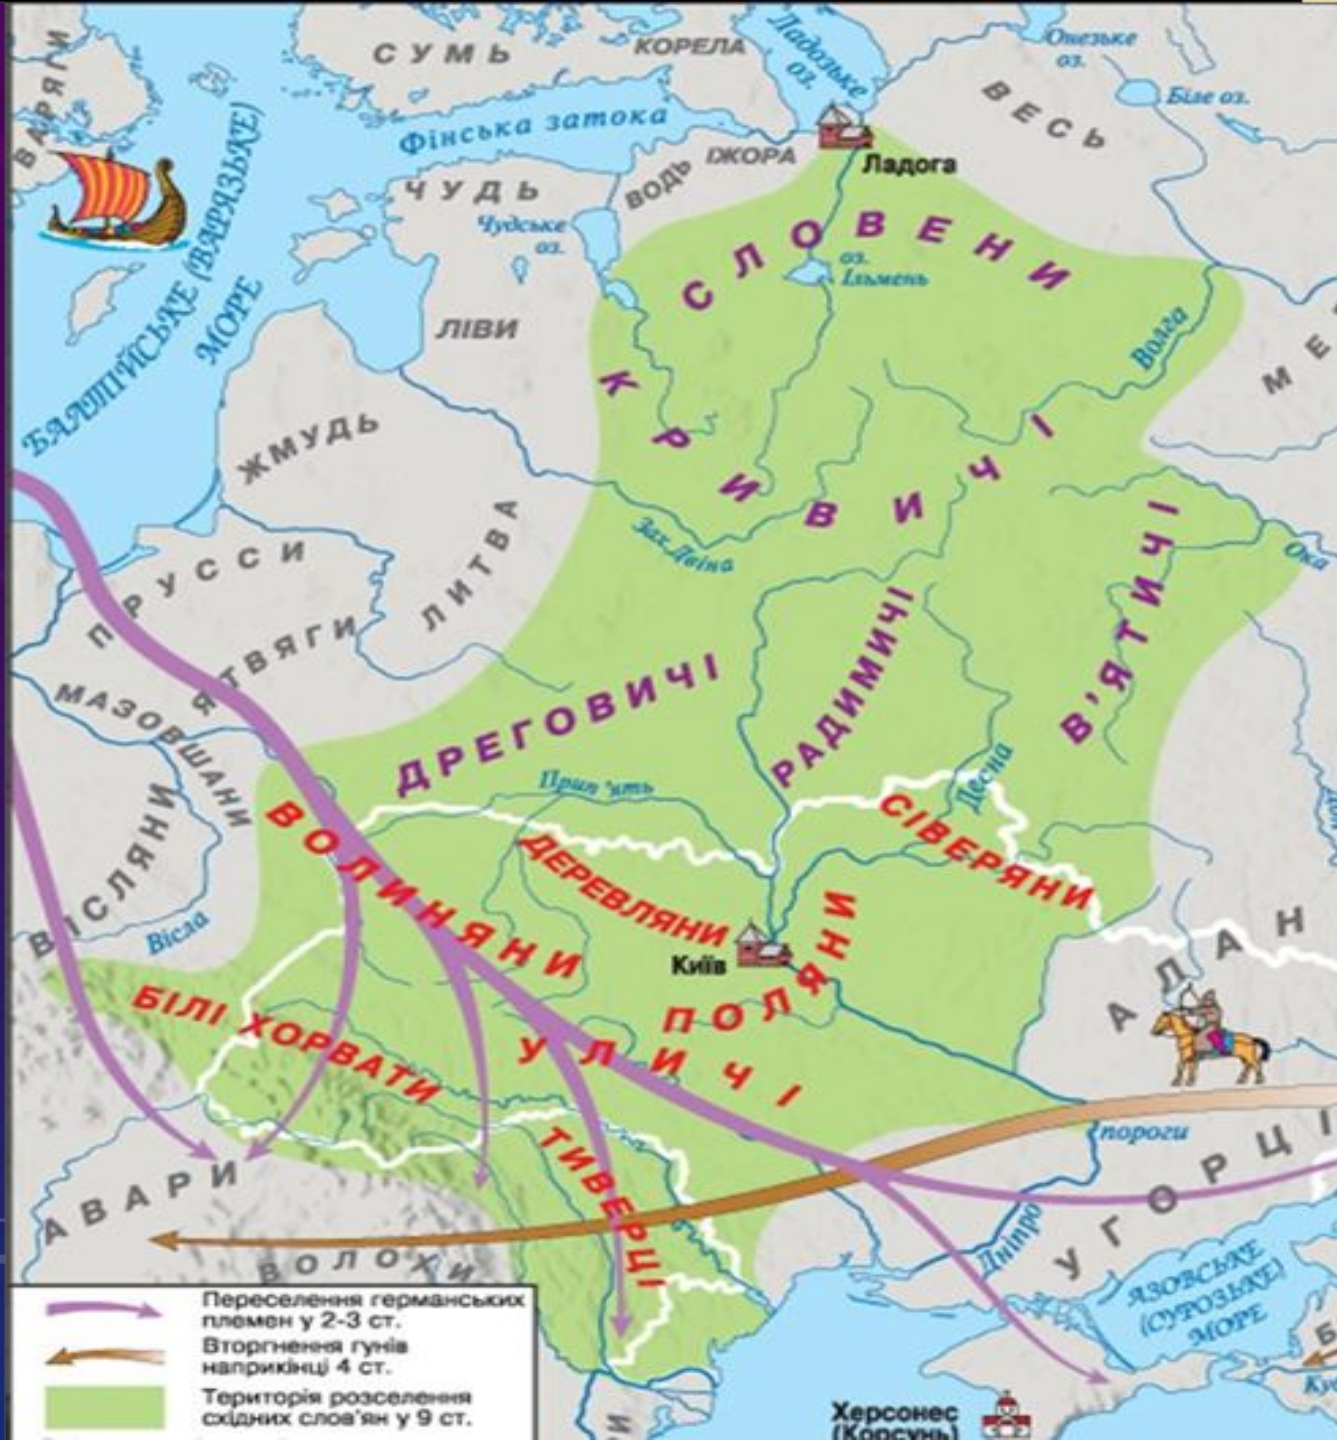 ВАРЯГИ
СУМЬ
КОРЕЛА
Ладозьке
оз.
Онезьке
оз.
Біле оз.
ВЕСЬ
Фінська затока
ІЖОРА
ВОДЬ
Ладога
ЧУДЬ
Чудське
оз.
БАЛТІЙСЬКЕ (ВАРЯЗЬКЕ)
МОРЕ
СЛОВЕНИ
оз.
Ільмень
ЛІВИ
Волга
МЕ
КРИВИЧІ
ЖМУДЬ
ЛИТВА
Зах. Двіна
В'ЯТИЧІ
Ока
ПРУССИ
ЯТВЯГИ
РАДИМИЧІ
ДРЕГОВИЧІ
МАЗОВШАНИ
Прип'ять
Десна
ВІСЛЯНИ
Вісла
ВОЛИНЯНИ
ДЕРЕВЛЯНИ
СІВЕРЯНИ
Київ
ПОЛЯНИ
АЛАН
БІЛІ ХОРВАТИ
УЛИЧІ
ТИВЕРЦІ
пороги
АВАРИ
ВОЛОХИ
УГОРЦІ
Дніпро
АЗОВСЬКЕ
(СУРОЗЬКЕ)
МОРЕ
Херсонес
(Корсунь)
Переселення германських
племен у 2-3 ст.
Вторгнення гунів
наприкінці 4 ст.
Територія розселення
східних слов'ян у 9 ст.